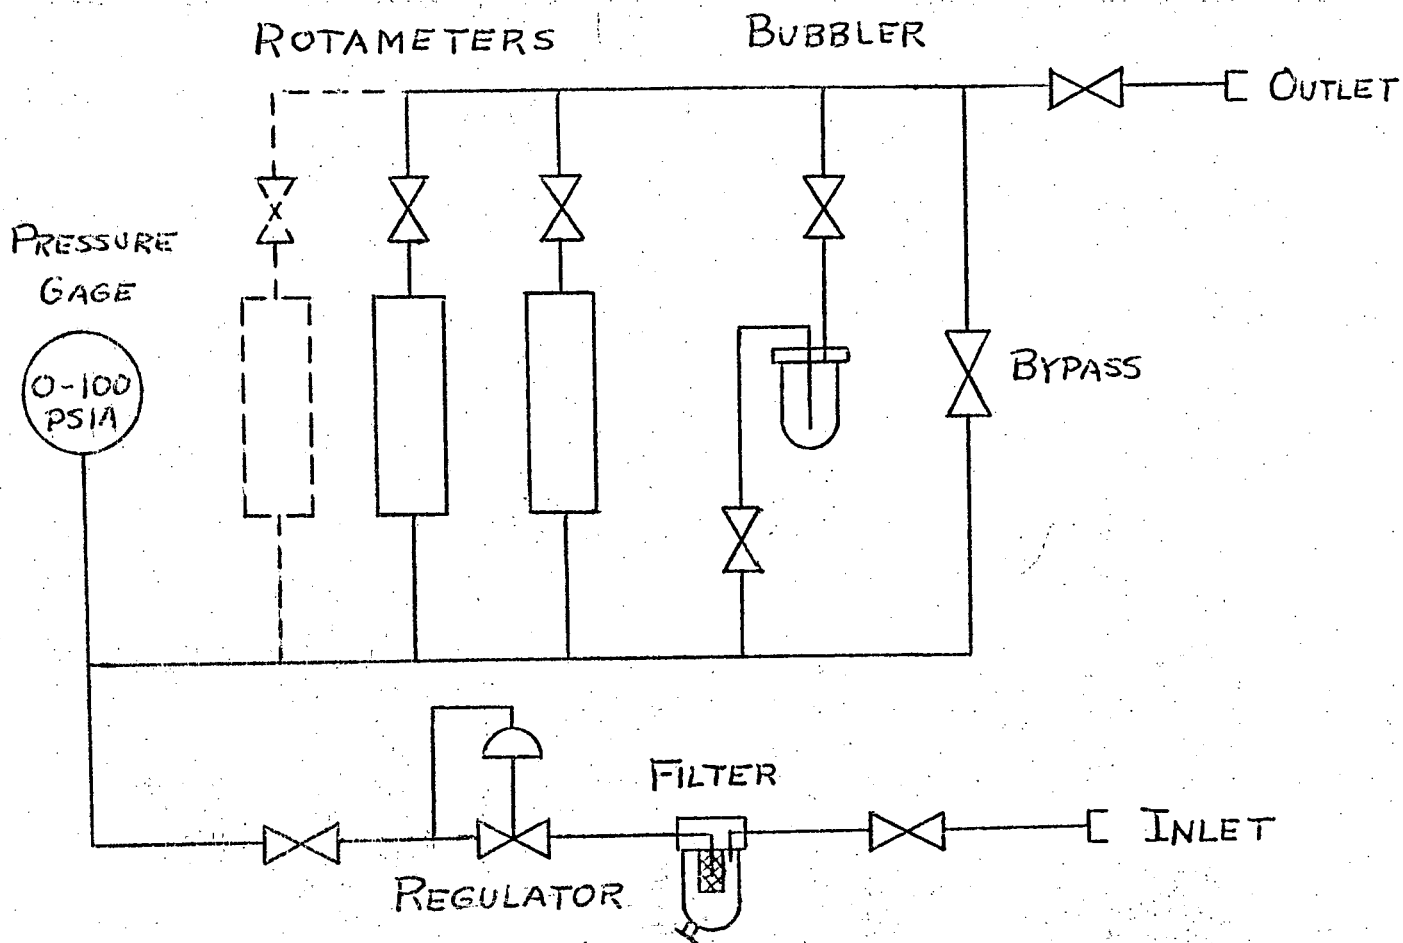 ROTAMETERS
BUBBLER
OUTLET
PRESSURE
GAGE
0-100
PSIA
BYPASS
FILTER
INLET
REGULATOR